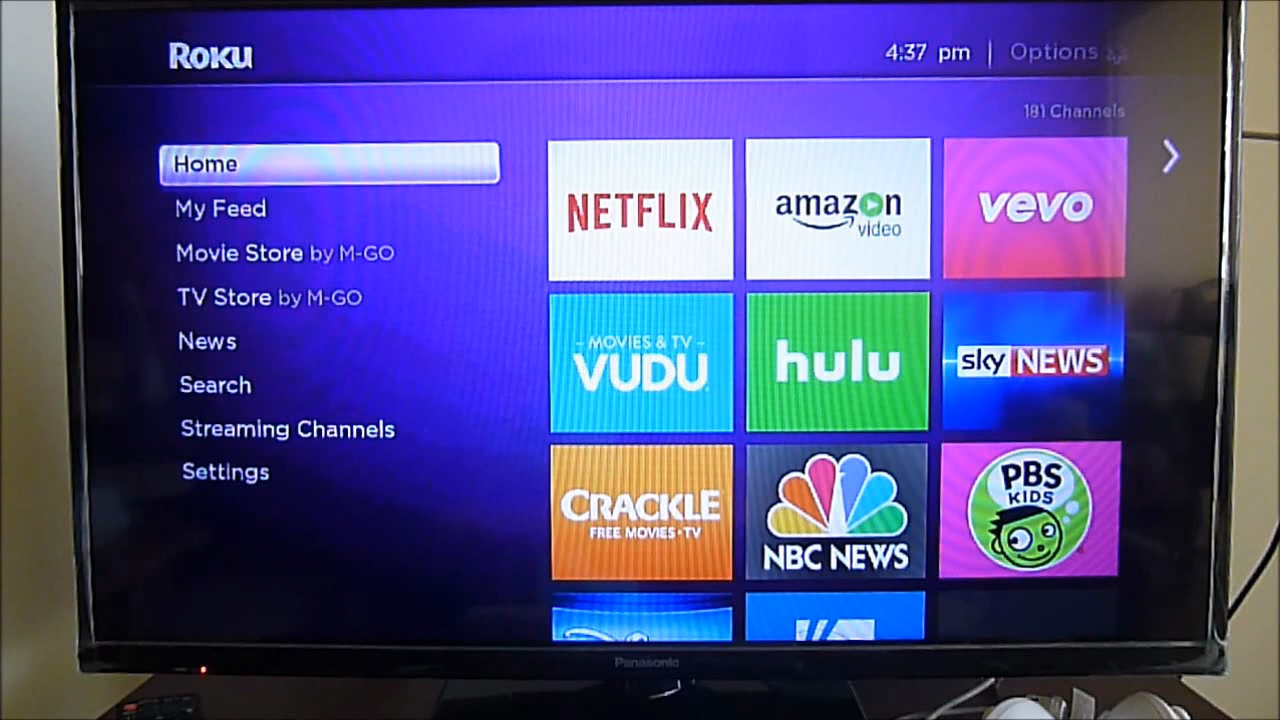 Roku
4:37 pm | Options
181 Channels
Home
My Feed
Movie Store by M-GO
TV Store by M-GO
News
Search
Streaming Channels
Settings
NETFLIX
amazon
video
vevo
- MOVIES & TV -
VUDU
hulu
sky NEWS
CRACKLE
FREE MOVIES · TV
NBC NEWS
PBS
KIDS
Panasonic